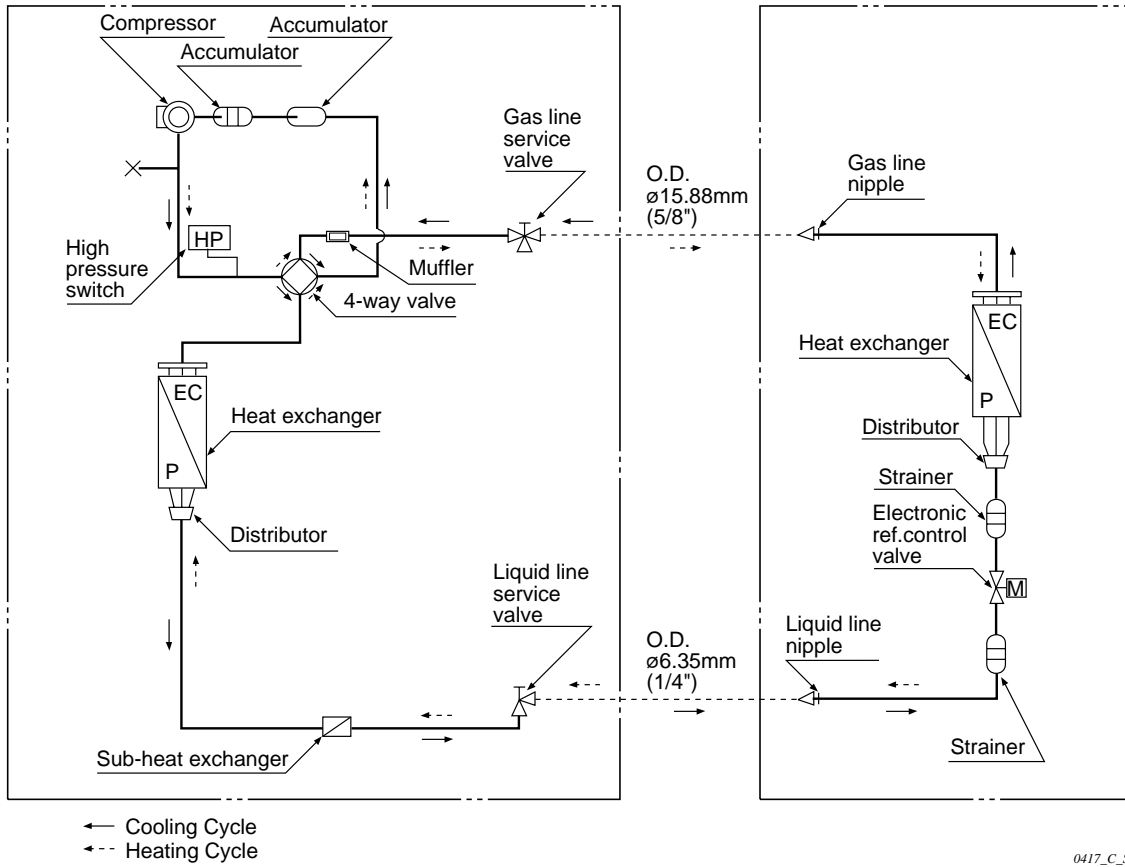 Compressor
Accumulator
Accumulator
Gas line
service
valve
O.D.
ø15.88mm
(5/8")
Gas line
nipple
HP
High
pressure
switch
Muffler
4-way valve
EC
P
Heat exchanger
Distributor
EC
P
Heat exchanger
Distributor
Strainer
Electronic
ref.control
valve
M
Liquid line
service
valve
O.D.
ø6.35mm
(1/4")
Liquid line
nipple
Sub-heat exchanger
Strainer
Cooling Cycle
Heating Cycle